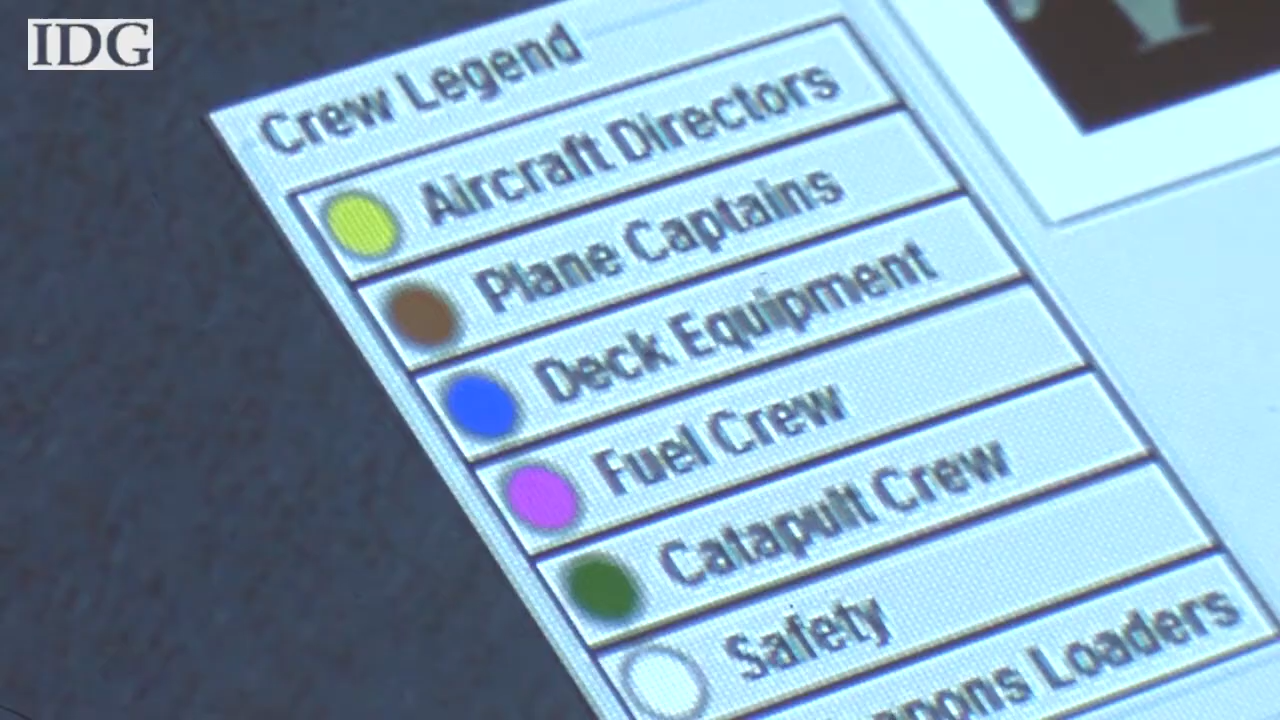 IDG
Crew Legend
Aircraft Directors
Plane Captains
Deck Equipment
Fuel Crew
Catapult Crew
Safety
Loaders